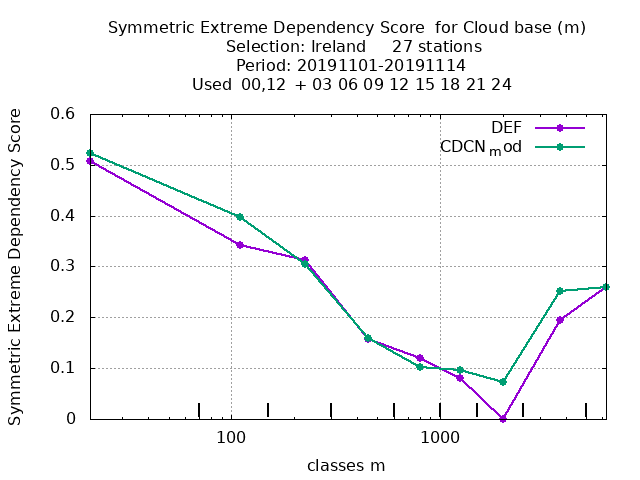 Symmetric Extreme Dependency Score for Cloud base (m)
Selection: Ireland 27 stations
Period: 20191101-20191114
Used 00,12 + 03 06 09 12 15 18 21 24
Symmetric Extreme Dependency Score
0.6
0.5
0.4
0.3
0.2
0.1
0
DEF
CDCNmod
100 1000
classes m